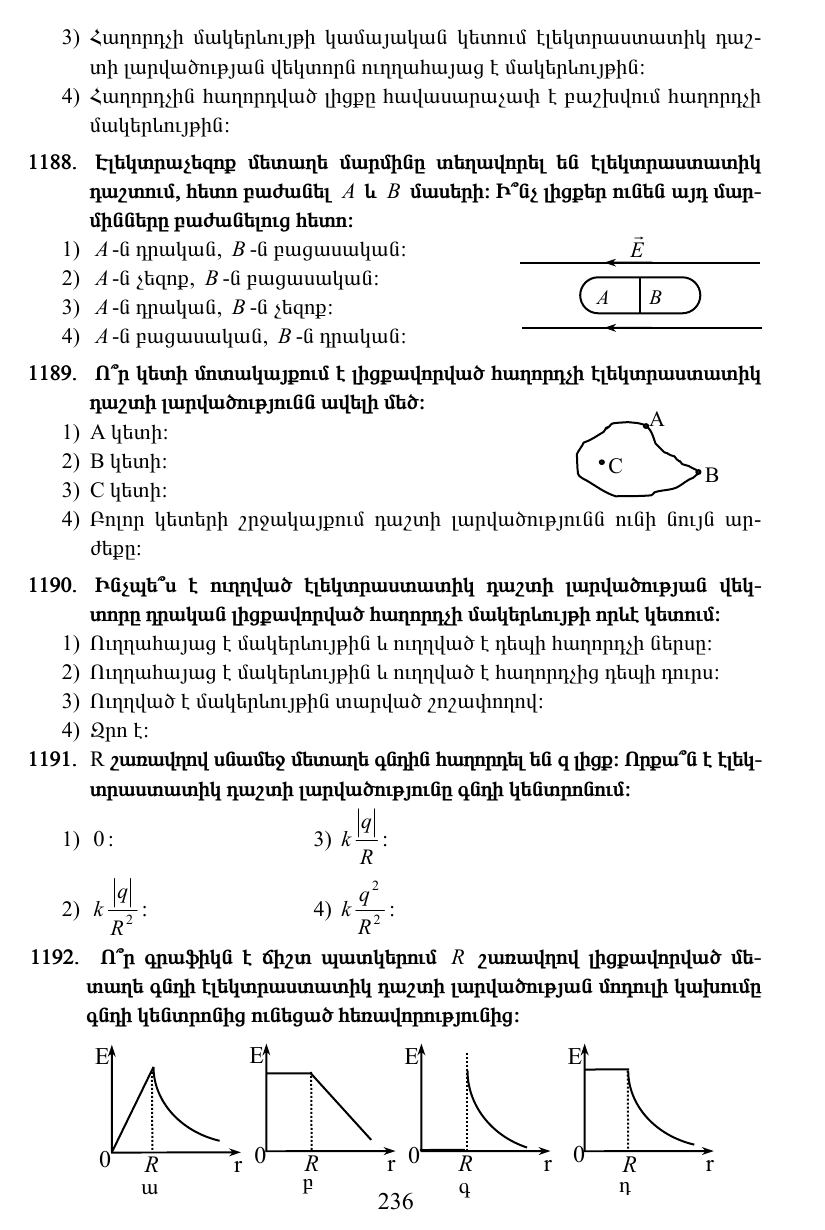 3) Հաղորդչի մակերևույթի կամայական կետում էլեկտրաստատիկ դաշ-
տի լարվածության վեկտորն ուղղահայաց է մակերևույթին:
4) Հաղորդչին հաղորդված լիցքը հավասարաչափ է բաշխվում հաղորդչի
մակերևույթին:
1188. Էլեկտրաչեզոք մետաղե մարմինը տեղավորել են էլեկտրաստատիկ
դաշտում, հետո բաժանել A և B մասերի: Ի՞նչ լիցքեր ունեն այդ մար-
մինները բաժանելուց հետո:
1) A-ն դրական, B-ն բացասական:
2) A-ն չեզոք, B-ն բացասական:
3) A-ն դրական, B-ն չեզոք:
4) A-ն բացասական, B-ն դրական:
E⃗
A B
1189. Ո՞ր կետի մոտակայքում է լիցքավորված հաղորդչի էլեկտրաստատիկ
դաշտի լարվածությունն ավելի մեծ:
1) A կետի:
2) B կետի:
3) C կետի:
4) Բոլոր կետերի շրջակայքում դաշտի լարվածությունն ունի նույն ար-
ժեքը:
A
C
B
1190. Ինչպե՞ս է ուղղված էլեկտրաստատիկ դաշտի լարվածության վեկ-
տորը դրական լիցքավորված հաղորդչի մակերևույթի որևէ կետում:
1) Ուղղահայաց է մակերևույթին և ուղղված է դեպի հաղորդչի ներսը:
2) Ուղղահայաց է մակերևույթին և ուղղված է հաղորդչից դեպի դուրս:
3) Ուղղված է մակերևույթին տարված շոշափողով:
4) Զրո է:
1191. R շառավղով սնամեջ մետաղե գնդին հաղորդել են q լիցք: Որքա՞ն է էլեկ-
տրաստատիկ դաշտի լարվածությունը գնդի կենտրոնում:
1) 0:
3) k|q|/R:
2) k|q|/R²:
4) kq²/R²:
1192. Ո՞ր գրաֆիկն է ճիշտ պատկերում R շառավղով լիցքավորված մե-
տաղե գնդի էլեկտրաստատիկ դաշտի լարվածության մոդուլի կախումը
գնդի կենտրոնից ունեցած հեռավորությունից:
E E E E
0 R r 0 R r 0 R r 0 R r
ա բ գ դ
236